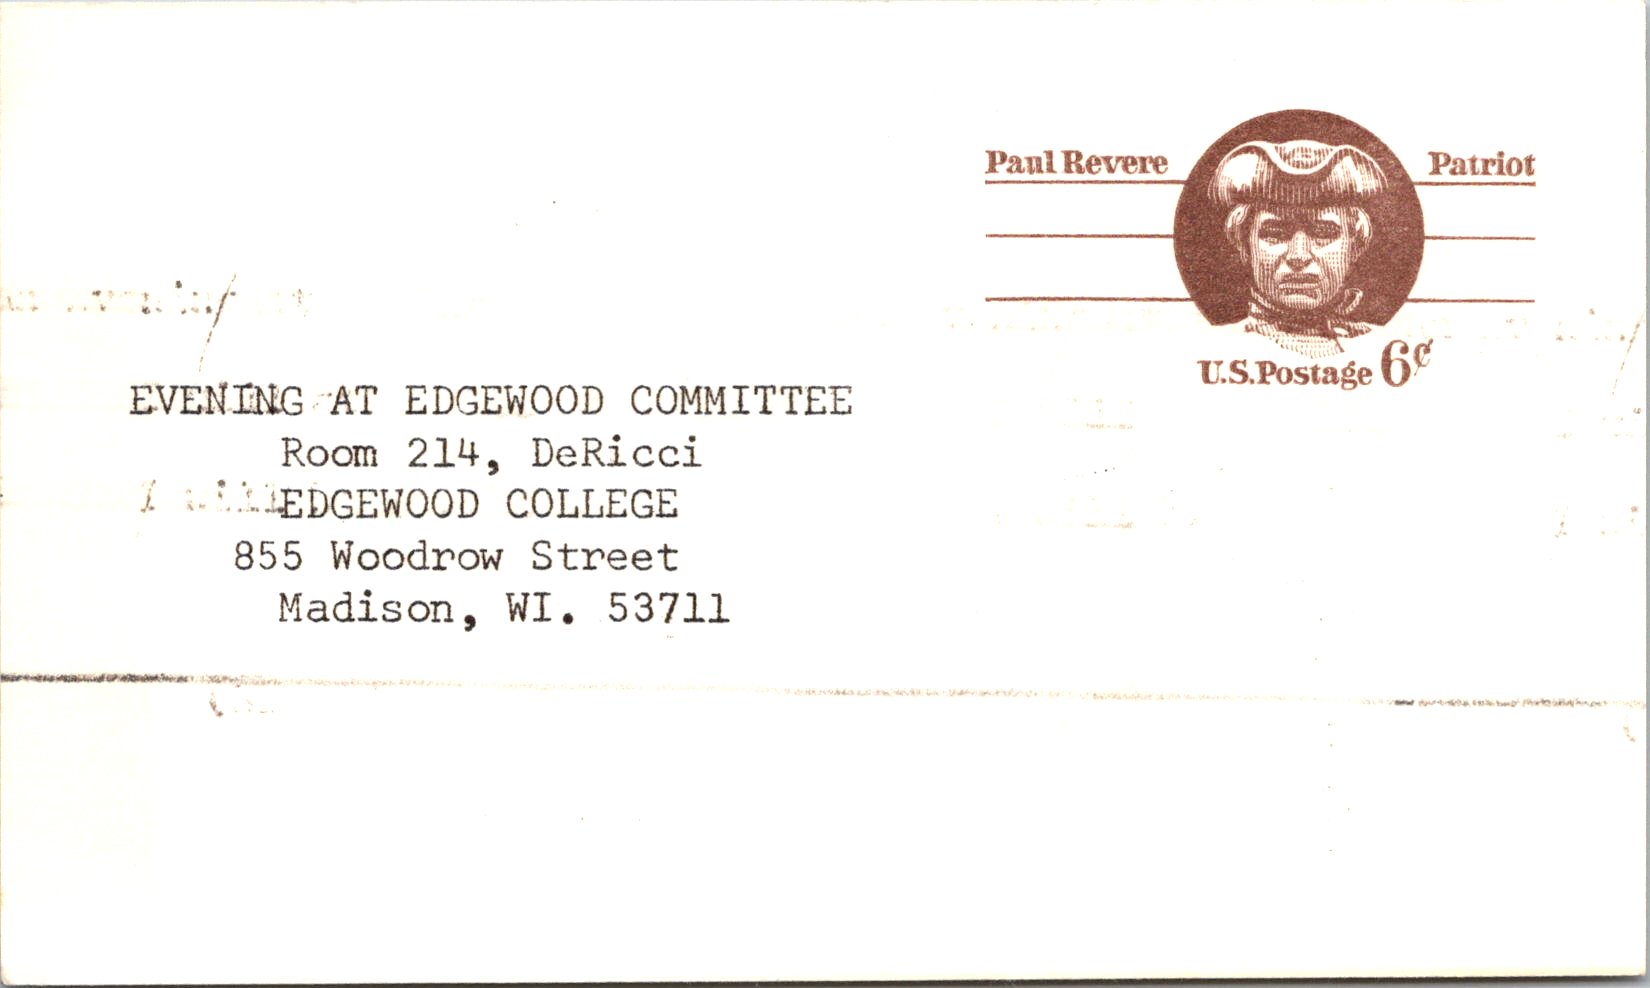 Paul Revere Patriot
U.S. Postage 6¢
EVENING AT EDGEWOOD COMMITTEE
Room 214, DeRicci
EDGEWOOD COLLEGE
855 Woodrow Street
Madison, WI. 53711